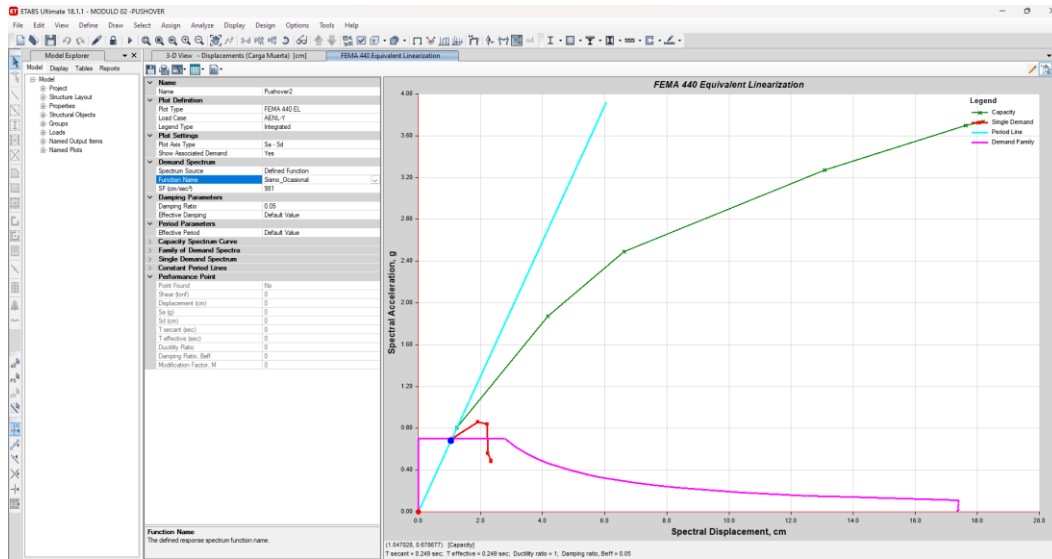 ETABS Ultimate 18.1.1 - MODULO 02 -PUSHOVER
File Edit View Define Draw Select Assign Analyze Display Design Options Tools Help
Model Explorer
Model Display Tables Reports
Model
Project
Structure Layout
Properties
Structural Objects
Groups
Loads
Named Output Items
Named Plots
3-D View - Displacements (Carga Muerta) [cm]
FEMA 440 Equivalent Linearization
Name
Name Pushover2
Plot Definition
Plot Type FEMA 440 EL
Load Case AENL-Y
Legend Type Integrated
Plot Settings
Plot Axis Type Sa - Sd
Show Associated Demand Yes
Demand Spectrum
Spectrum Source Defined Function
Function Name Sismo_Ocasional
SF (cm/sec²) 981
Damping Parameters
Damping Ratio 0.05
Effective Damping Default Value
Period Parameters
Effective Period Default Value
Capacity Spectrum Curve
Family of Demand Spectra
Single Demand Spectrum
Constant Period Lines
Performance Point
Point Found No
Shear (tonf) 0
Displacement (cm) 0
Sa (g) 0
Sd (cm) 0
T secant (sec) 0
T effective (sec) 0
Ductility Ratio 0
Damping Ratio, Beff 0
Modification Factor, M 0
Function Name
The defined response spectrum function name.
FEMA 440 Equivalent Linearization
Legend
Capacity
Single Demand
Period Line
Demand Family
Spectral Acceleration, g
4.00
3.60
3.20
2.80
2.40
2.00
1.60
1.20
0.80
0.40
0.00
0.0 2.0 4.0 6.0 8.0 10.0 12.0 14.0 16.0 18.0 20.0
Spectral Displacement, cm
(1.047028, 0.678677) [Capacity]
T secant = 0.249 sec; T effective = 0.249 sec; Ductility ratio = 1; Damping ratio, Beff = 0.05